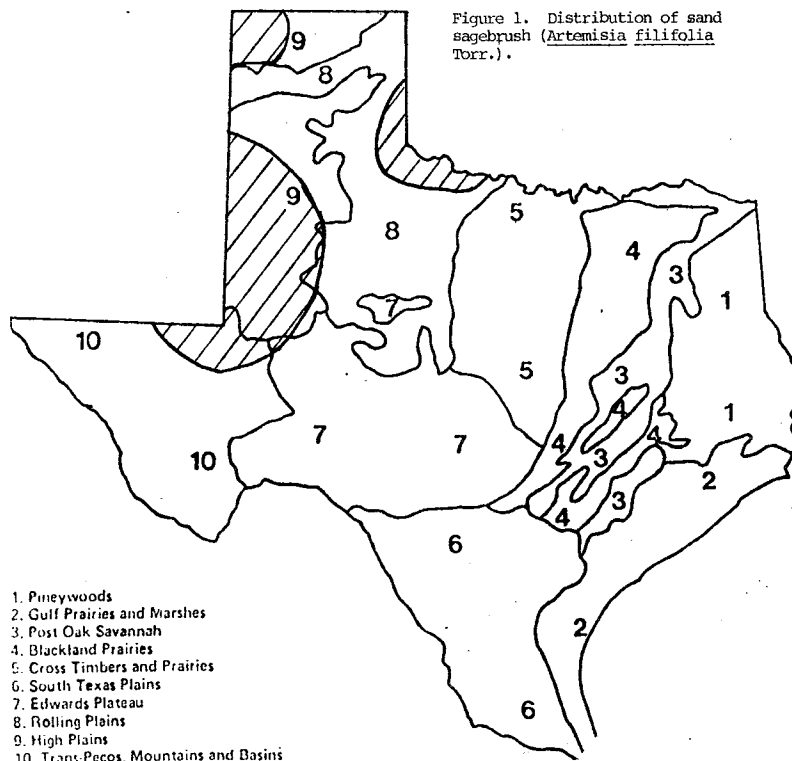 Figure 1. Distribution of sand
sagebrush (Artemisia filifolia
Torr.).
9
8
9
8
5
4
3
1
7
10
3
5
4
1
7
7
4
3
4
10
2
3
4
6
2
6
1. Pineywoods
2. Gulf Prairies and Marshes
3. Post Oak Savannah
4. Blackland Prairies
5. Cross Timbers and Prairies
6. South Texas Plains
7. Edwards Plateau
8. Rolling Plains
9. High Plains
10. Trans-Pecos, Mountains and Basins